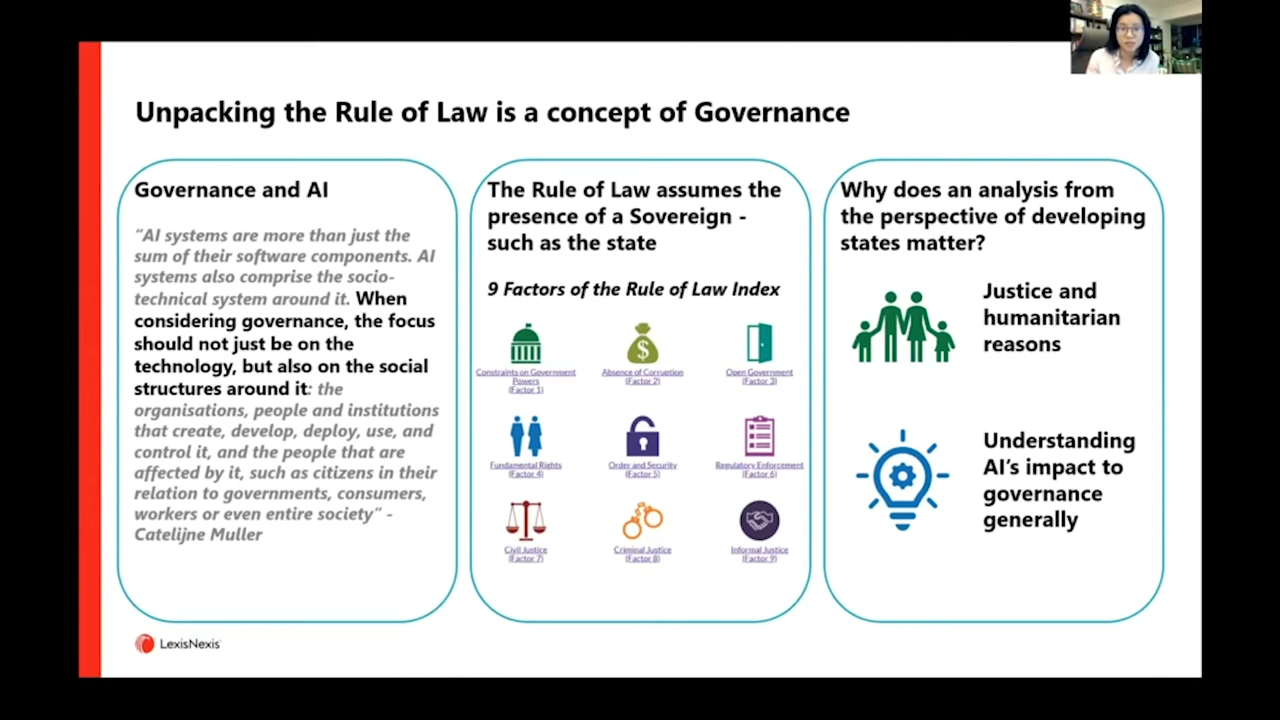 Unpacking the Rule of Law is a concept of Governance
Governance and AI
“AI systems are more than just the
sum of their software components. AI
systems also comprise the socio-
technical system around it. When
considering governance, the focus
should not just be on the
technology, but also on the social
structures around it: the
organisations, people and institutions
that create, develop, deploy, use, and
control it, and the people that are
affected by it, such as citizens in their
relation to governments, consumers,
workers or even entire society” -
Catelijne Muller
The Rule of Law assumes the
presence of a Sovereign -
such as the state
9 Factors of the Rule of Law Index
Constraints on Government
Powers
(Factor 1)
Absence of Corruption
(Factor 2)
Open Government
(Factor 3)
Fundamental Rights
(Factor 4)
Order and Security
(Factor 5)
Regulatory Enforcement
(Factor 6)
Civil Justice
(Factor 7)
Criminal Justice
(Factor 8)
Informal Justice
(Factor 9)
Why does an analysis from
the perspective of developing
states matter?
Justice and
humanitarian
reasons
Understanding
AI’s impact to
governance
generally
LexisNexis